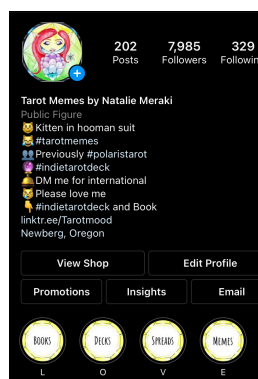 202 7,985 329
Posts Followers Followin
Tarot Memes by Natalie Meraki
Public Figure
Kitten in hooman suit
#tarotmemes
Previously #polaristarot
#indietarotdeck
DM me for international
Please love me
#indietarotdeck and Book
linktr.ee/Tarotmood
Newberg, Oregon
View Shop Edit Profile
Promotions Insights Email
BOOKS DECKS SPREADS MEMES
L O V E